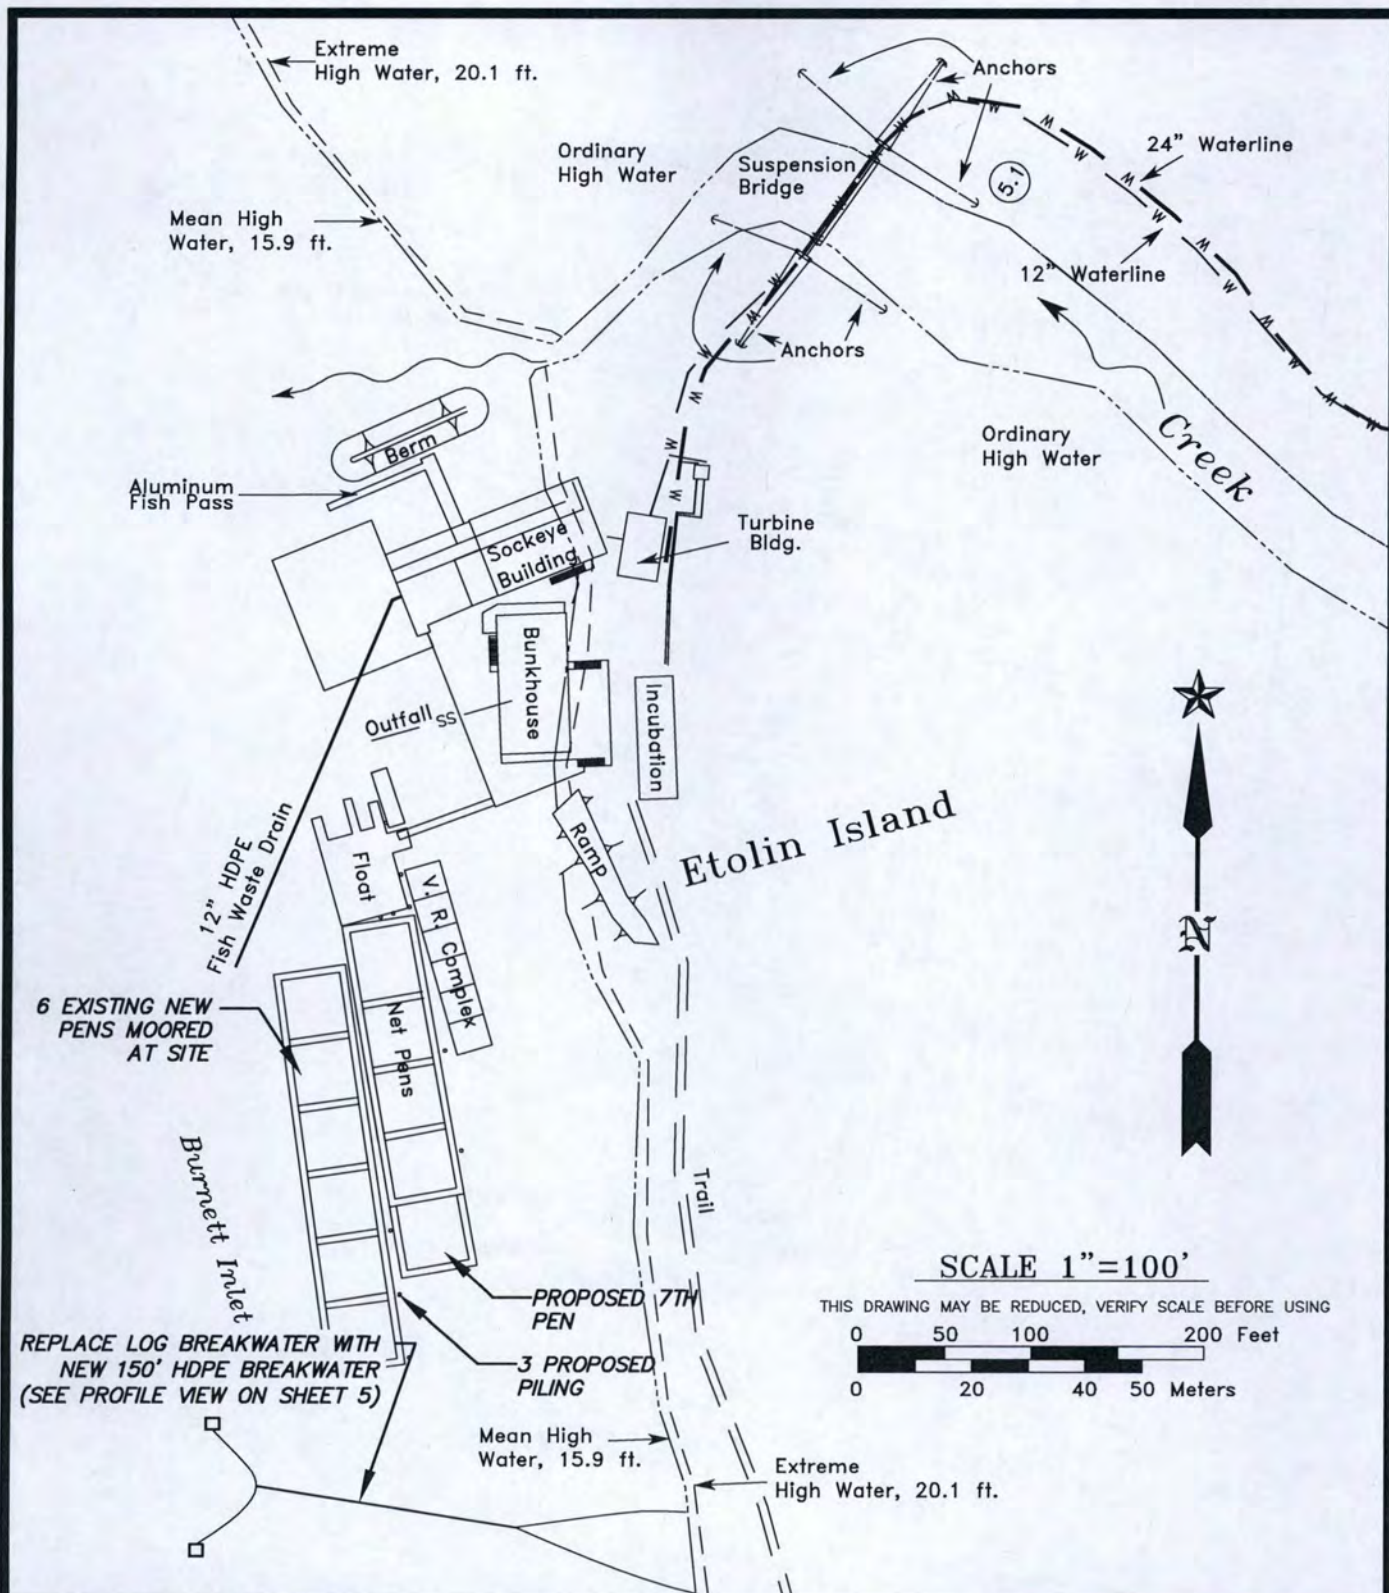 Extreme
High Water, 20.1 ft.
Anchors
Ordinary
High Water
Suspension
Bridge
5.1
24" Waterline
Mean High
Water, 15.9 ft.
12" Waterline
W W W W W W W W W W W W W W W W W W W W W W W
Anchors
Creek
Ordinary
High Water
Berm
Aluminum
Fish Pass
Sockeye
Building
Turbine
Bldg.
Bunkhouse
Outfall
SS
Incubation
12" HDPE
Fish Waste Drain
Float
Ramp
Etolin Island
V. R. Complex
N
6 EXISTING NEW
PENS MOORED
AT SITE
Net Pens
Burnett Inlet
Trail
PROPOSED 7TH
PEN
3 PROPOSED
PILING
REPLACE LOG BREAKWATER WITH
NEW 150' HDPE BREAKWATER
(SEE PROFILE VIEW ON SHEET 5)
SCALE 1"=100'
THIS DRAWING MAY BE REDUCED, VERIFY SCALE BEFORE USING
0 50 100 200 Feet
0 20 40 50 Meters
Mean High
Water, 15.9 ft.
Extreme
High Water, 20.1 ft.